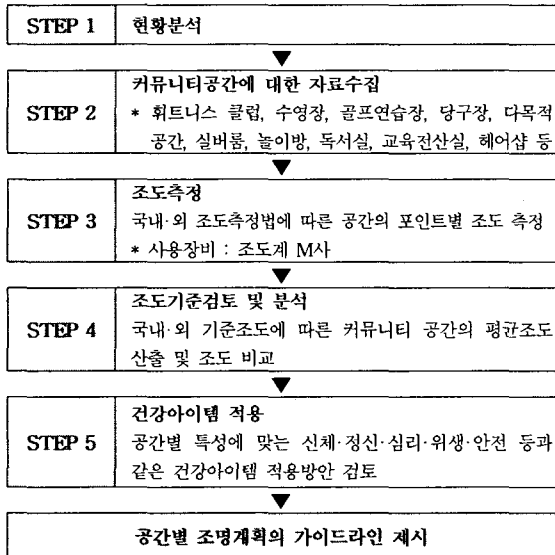 STEP 1
현황분석
STEP 2
커뮤니티공간에 대한 자료수집
* 휘트니스 클럽, 수영장, 골프연습장, 당구장, 다목적
공간, 실버룸, 놀이방, 독서실, 교육전산실, 헤어샵 등
STEP 3
조도측정
국내·외 조도측정법에 따른 공간의 포인트별 조도 측정
* 사용장비 : 조도계 M사
STEP 4
조도기준검토 및 분석
국내·외 기준조도에 따른 커뮤니티 공간의 평균조도
산출 및 조도 비교
STEP 5
건강아이템 적용
공간별 특성에 맞는 신체·정신·심리·위생·안전 등과
같은 건강아이템 적용방안 검토
공간별 조명계획의 가이드라인 제시